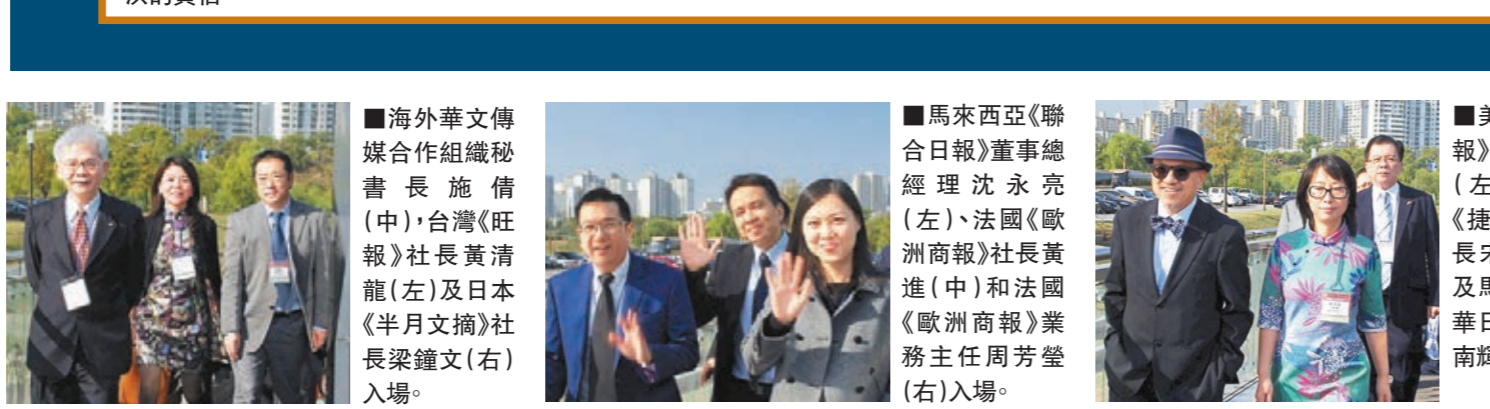 ■海外華文傳
媒合作組織秘
書長施倩
(中)，台灣《旺
報》社長黃清
龍(左)及日本
《半月文摘》社
長梁鐘文(右)
入場。
■馬來西亞《聯
合日報》董事總
經理沈永亮
(左)、法國《歐
洲商報》社長黃
進(中)和法國
《歐洲商報》業
務主任周芳瑩
(右)入場。
報》
(左
《捷
長
及
華日
南輝